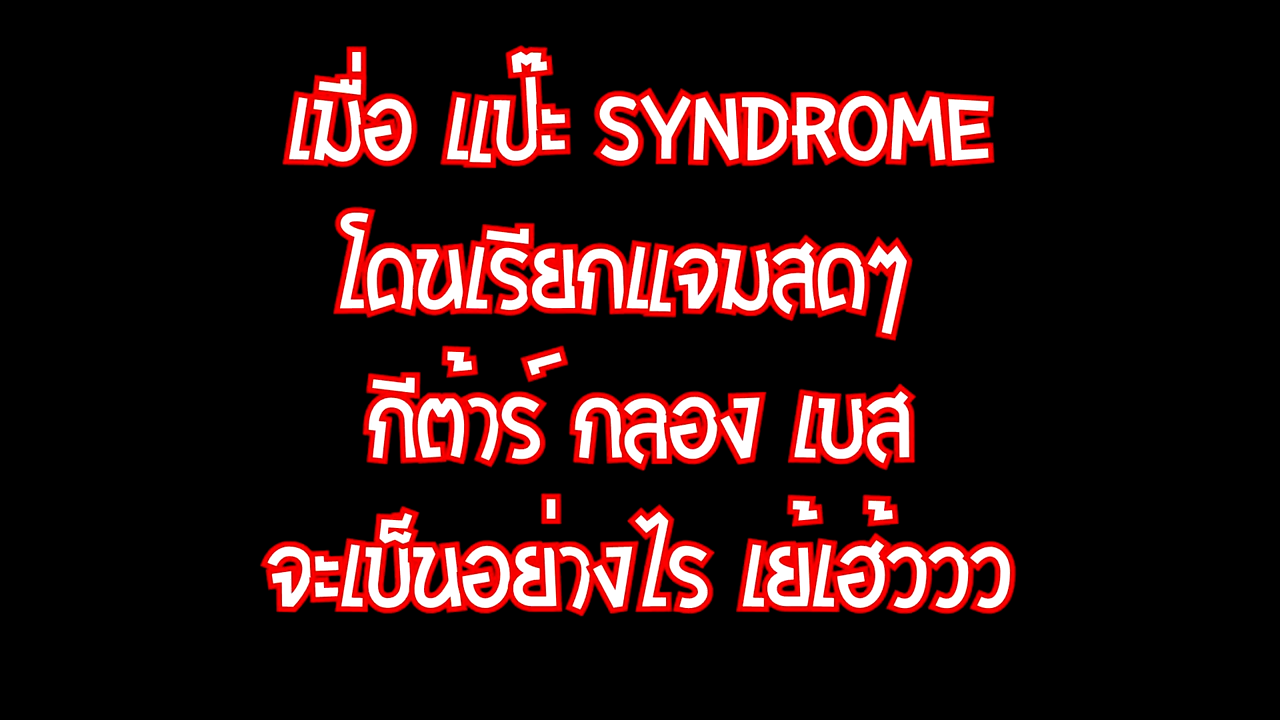 เมื่อ แป๊ะ SYNDROME
โดนเรียกแจมสดๆ
กีต้าร์ กลอง เบส
จะเป็นอย่างไร เย้เฮ้ววว